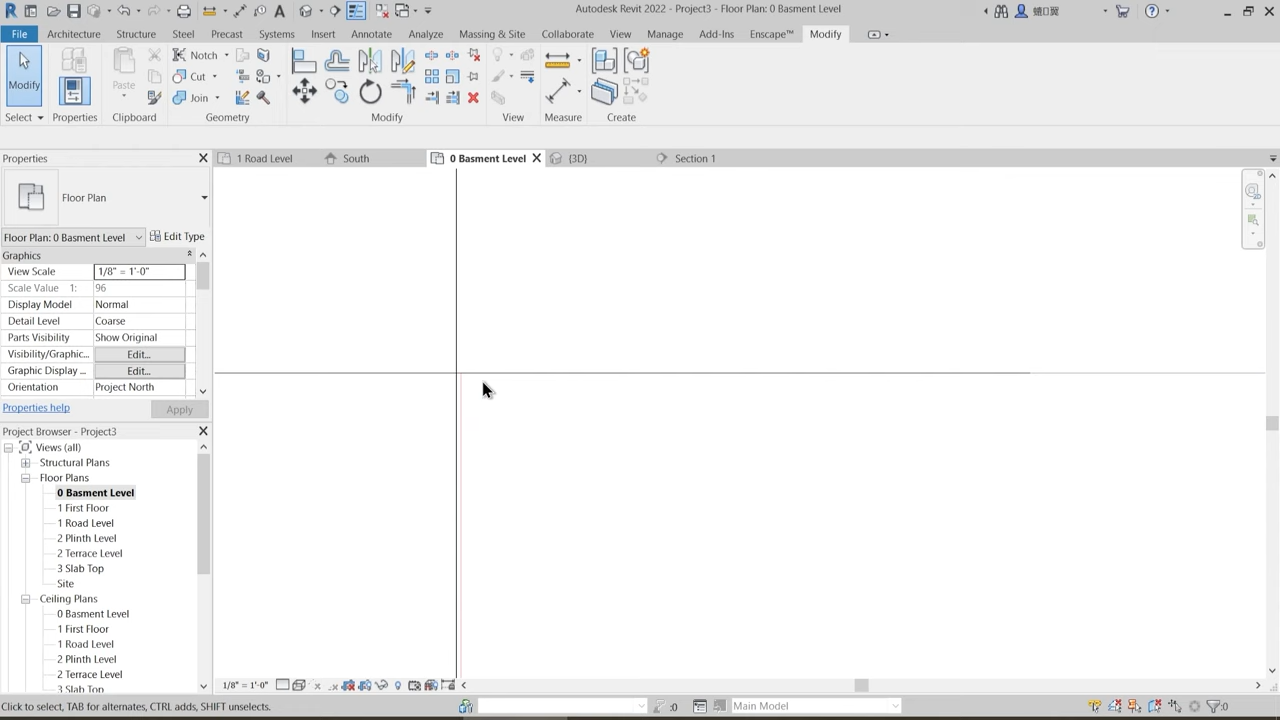 Autodesk Revit 2022 - Project3 - Floor Plan: 0 Basment Level
File Architecture Structure Steel Precast Systems Insert Annotate Analyze Massing & Site Collaborate View Manage Add-Ins Enscape™ Modify
Modify
Paste
Notch
Cut
Join
Select Properties Clipboard Geometry Modify View Measure Create
Properties
1 Road Level South 0 Basment Level {3D} Section 1
Floor Plan
Floor Plan: 0 Basment Level Edit Type
Graphics
View Scale 1/8" = 1'-0"
Scale Value 1: 96
Display Model Normal
Detail Level Coarse
Parts Visibility Show Original
Visibility/Graphic... Edit...
Graphic Display ... Edit...
Orientation Project North
Properties help Apply
Project Browser - Project3
Views (all)
Structural Plans
Floor Plans
0 Basment Level
1 First Floor
1 Road Level
2 Plinth Level
2 Terrace Level
3 Slab Top
Site
Ceiling Plans
0 Basment Level
1 First Floor
1 Road Level
2 Plinth Level
2 Terrace Level
3 Slab Top
1/8" = 1'-0"
Click to select, TAB for alternates, CTRL adds, SHIFT unselects. :0 Main Model :0